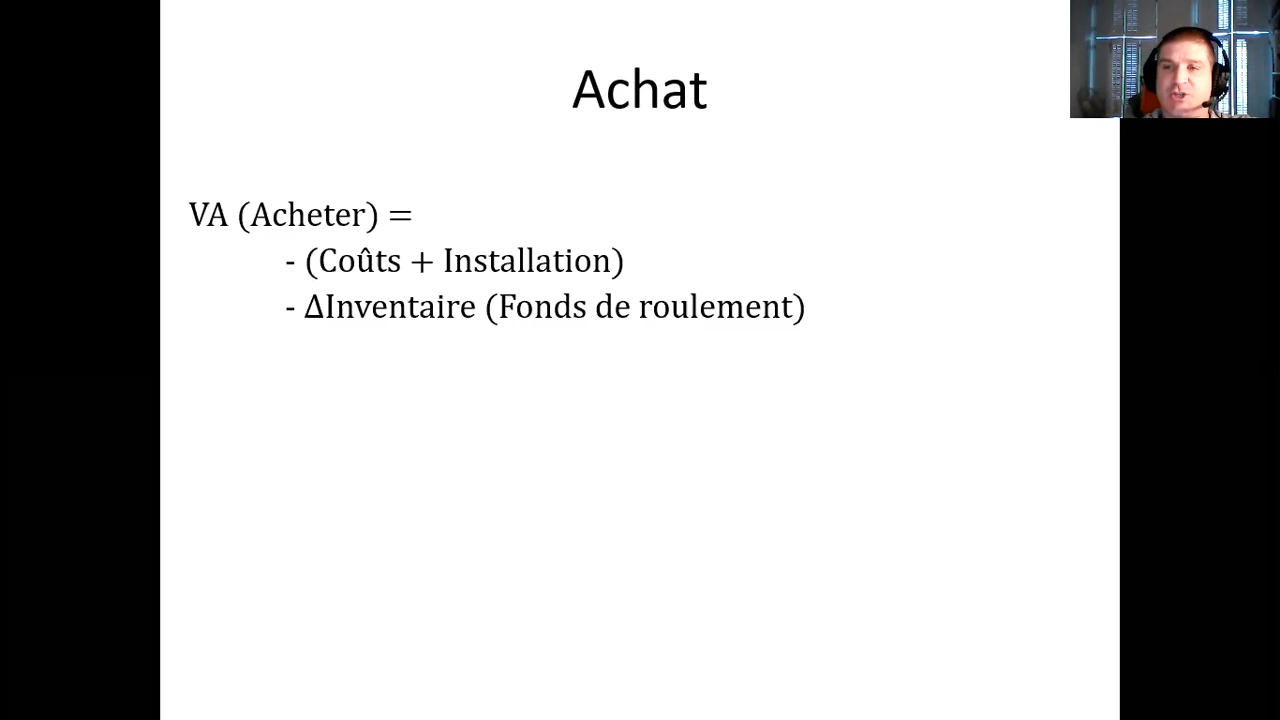 Achat
VA (Acheter) =
- (Coûts + Installation)
- ΔInventaire (Fonds de roulement)